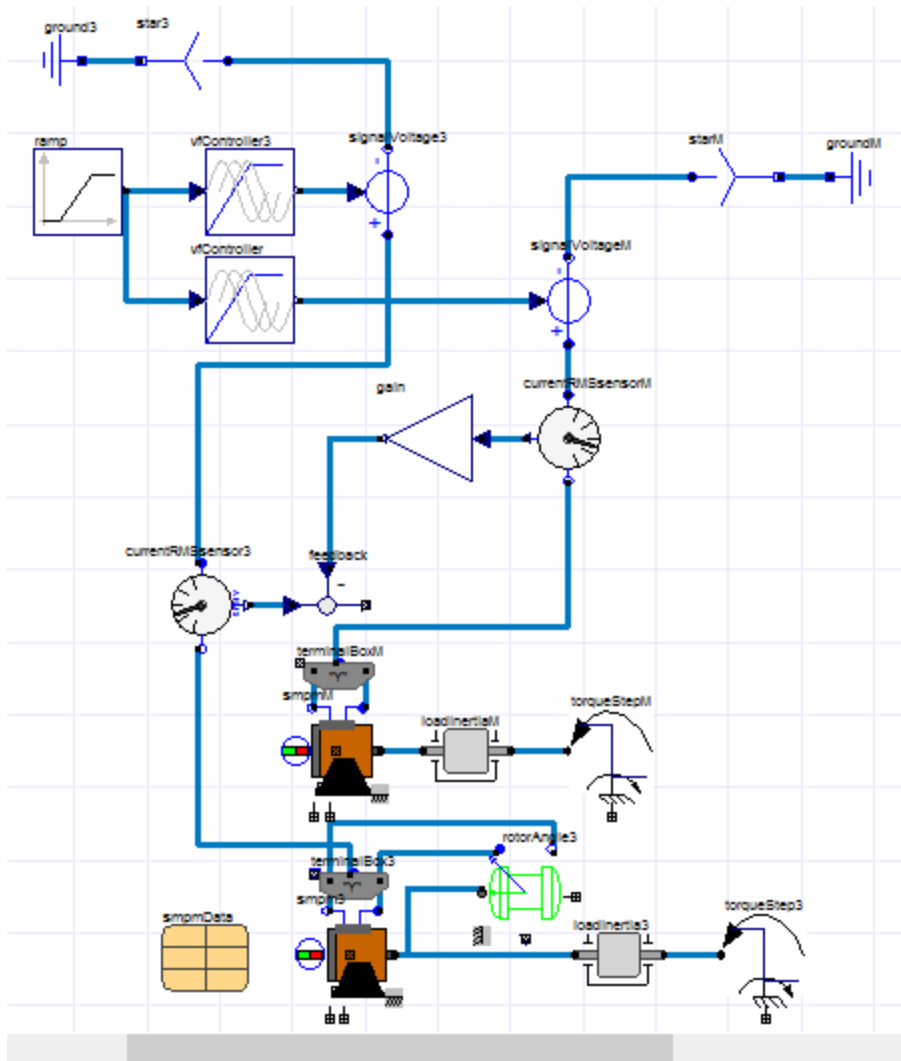 ground3
star3
ramp
vfController3
signalVoltage3
starM
groundM
-
+
vfController
signalVoltageM
-
+
gain
currentRMSsensorM
currentRMSsensor3
feedback
-
terminalBoxM
Y
smpmM
loadInertiaM
torqueStepM
rotorAngle3
terminalBox3
Y
smpm3
smpmData
loadInertia3
torqueStep3